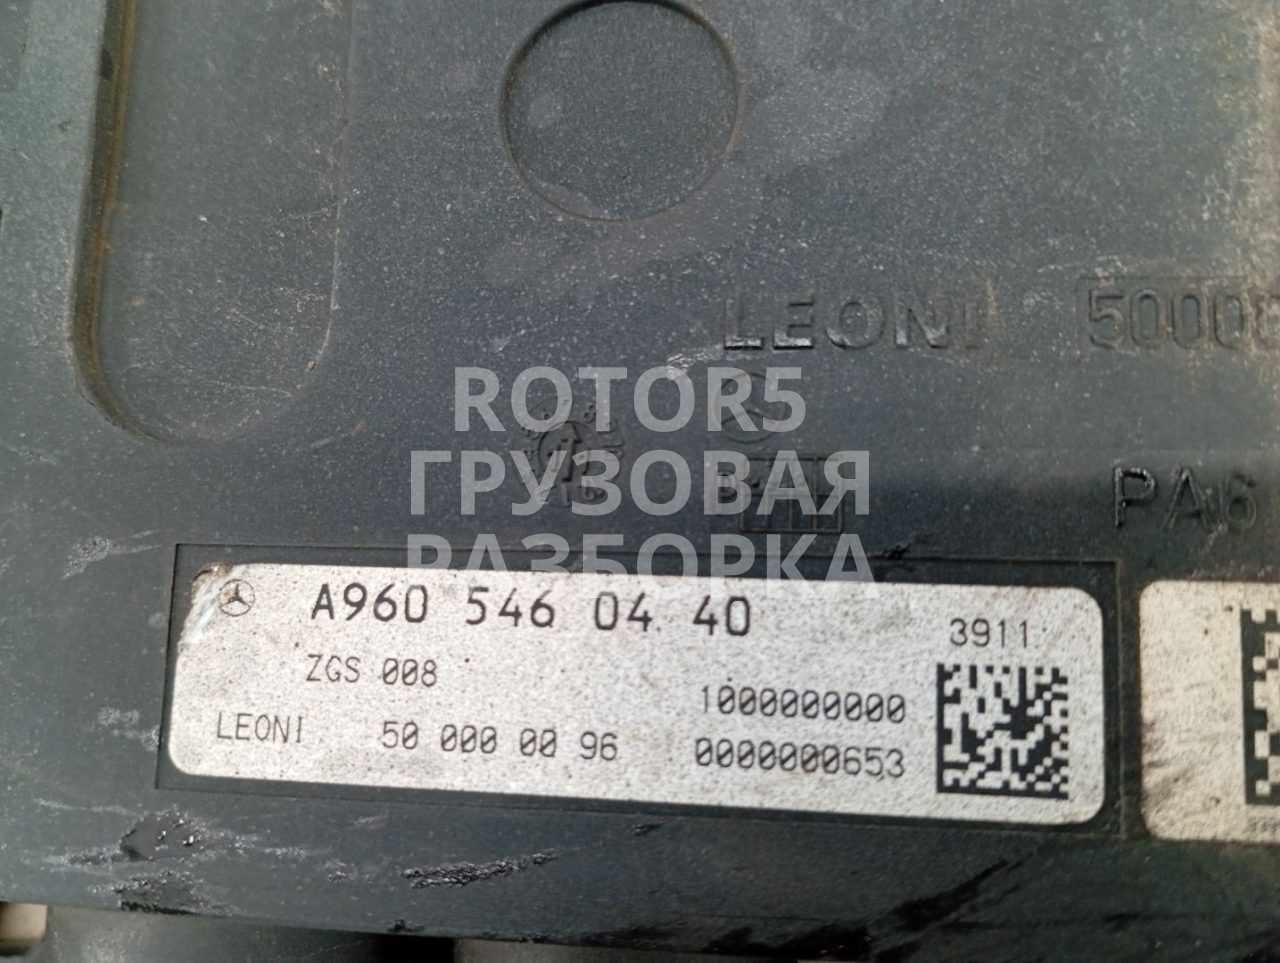 LEONI
ROTOR5
ГРУЗОВАЯ
РАЗБОРКА
PA6
A960 546 04 40
3911
ZGS 008
1000000000
LEONI 50 000 00 96
0000000653